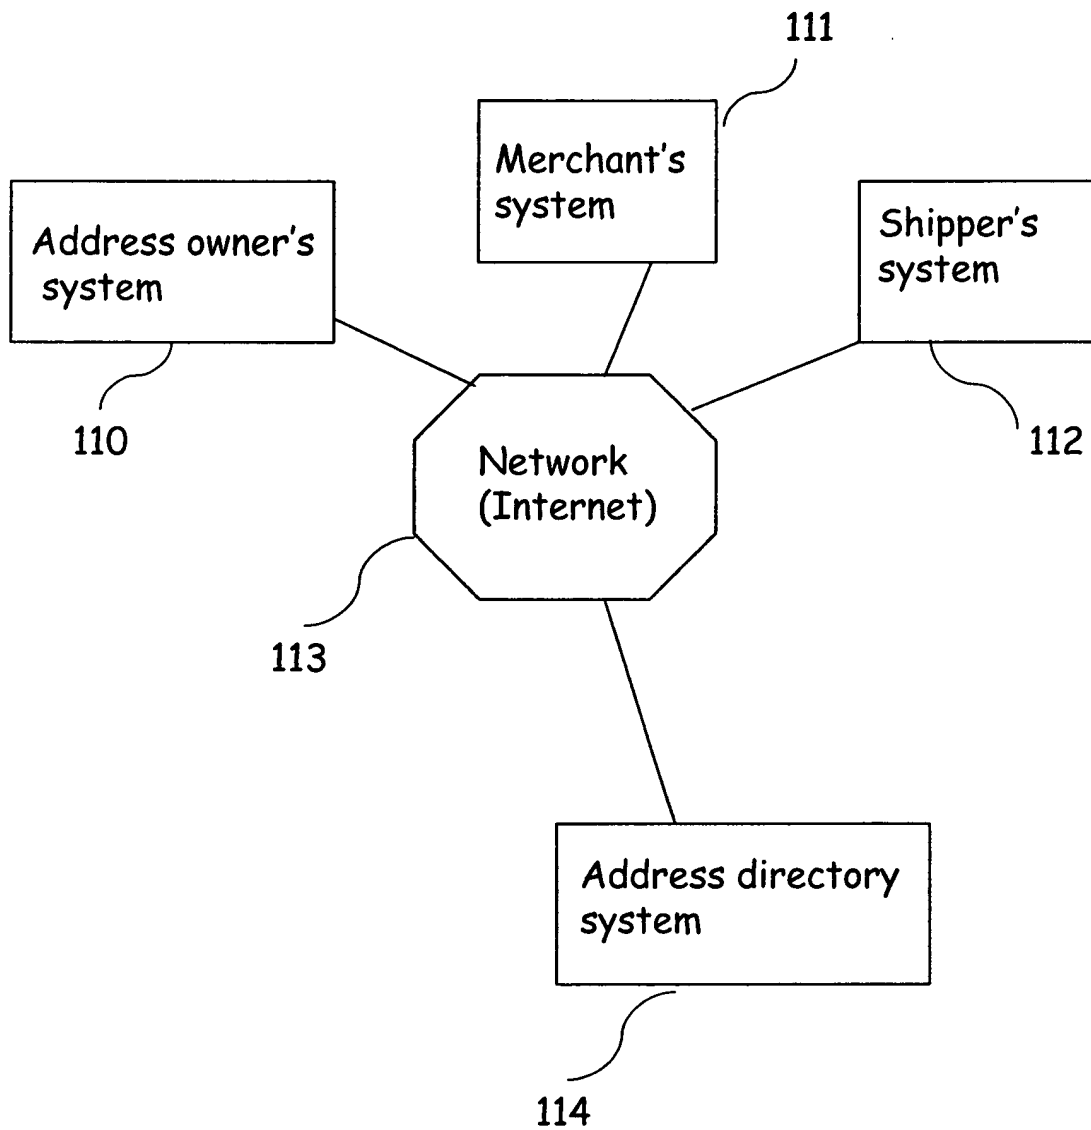 111
Merchant's
system
Address owner's
system
Shipper's
system
110
112
Network
(Internet)
113
Address directory
system
114